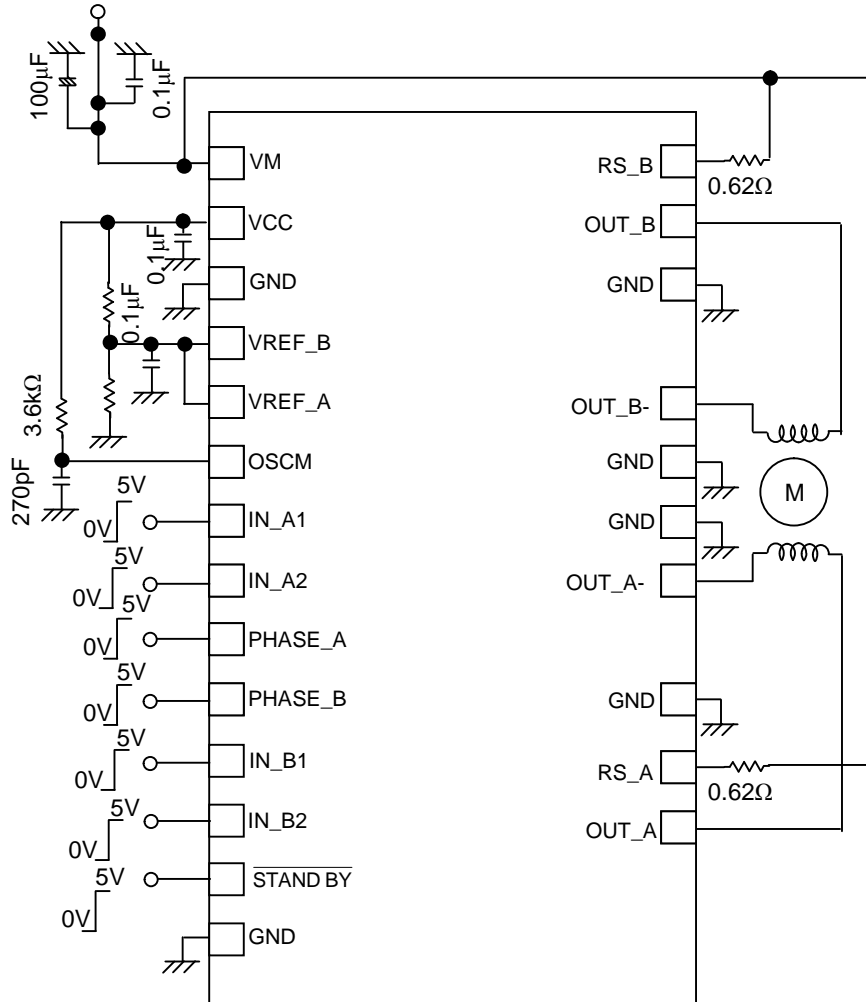 100μF
0.1μF
VM
RS_B
0.62Ω
VCC
OUT_B
0.1μF
GND
GND
0.1μF
VREF_B
VREF_A
OUT_B-
3.6kΩ
OSCM
GND
270pF
5V
0V
IN_A1
GND
M
5V
0V
IN_A2
OUT_A-
5V
0V
PHASE_A
5V
0V
PHASE_B
GND
5V
0V
IN_B1
RS_A
0.62Ω
5V
0V
IN_B2
OUT_A
5V
0V
STAND BY
GND